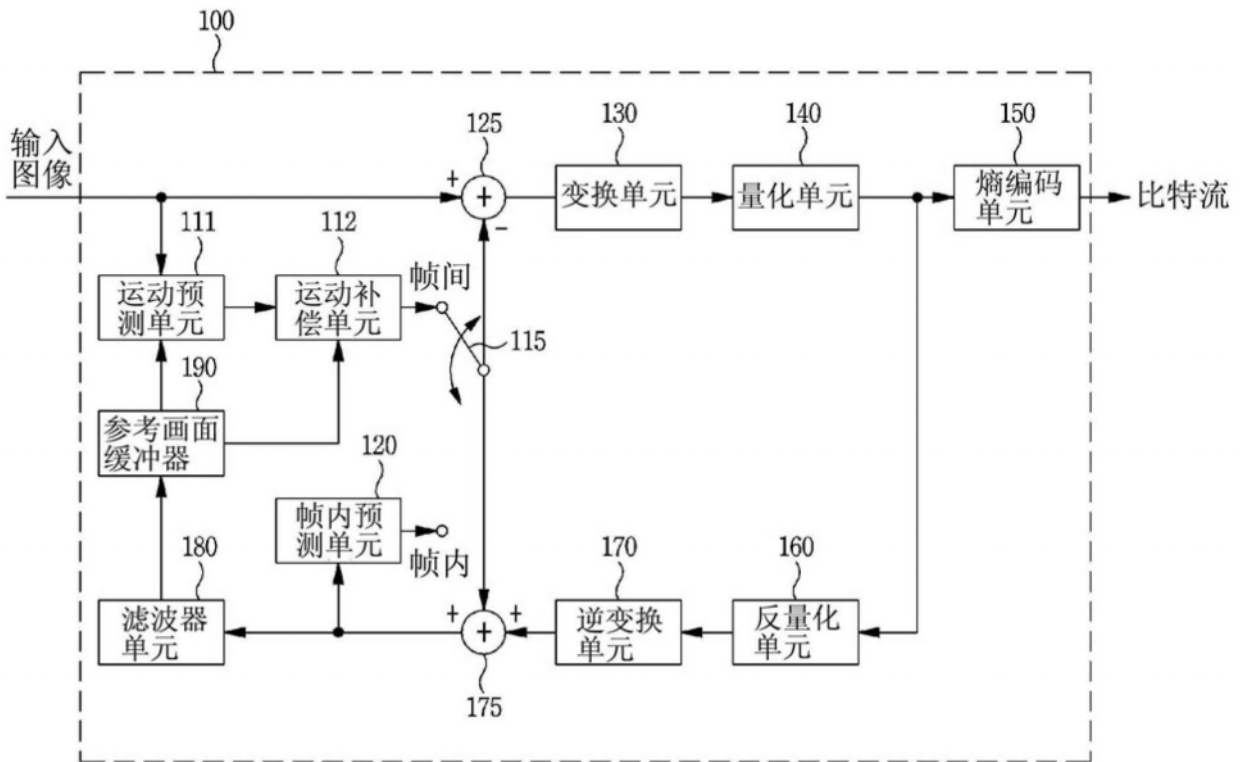 100
125
130
140
150
输入
图像
+
+
-
变换单元
量化单元
熵编码
单元
比特流
111
112
运动预
测单元
运动补
偿单元
帧间
115
190
参考画面
缓冲器
120
帧内预
测单元
帧内
180
170
160
滤波器
单元
+
+
+
逆变换
单元
反量化
单元
175